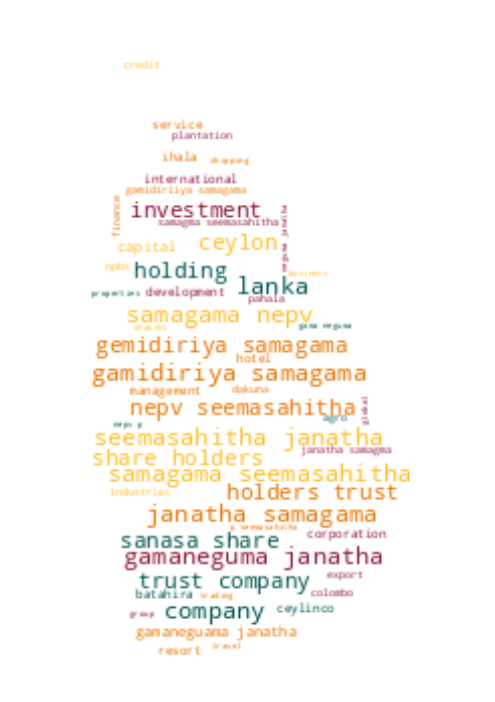 credit
service
plantation
ihala shipping
international
gamidiriiya samagama
finance
investment
samagma seemasahitha
neguma janatha
capital ceylon
npbs holding business
lanka
properties development
pahala
samagama nepv
gama neguma
gemidiriya samagama
hotel
gamidiriya samagama
management dakuna
nepv seemasahitha
global
agro
nepv p
seemasahitha janatha
janatha samagma
share holders
samagama seemasahitha
industries holders trust
janatha samagama
p seemasahitha
sanasa share corporation
gamaneguma janatha
trust company export
batahira trading colombo
group company ceylinco
gamaneguama janatha
resort travel